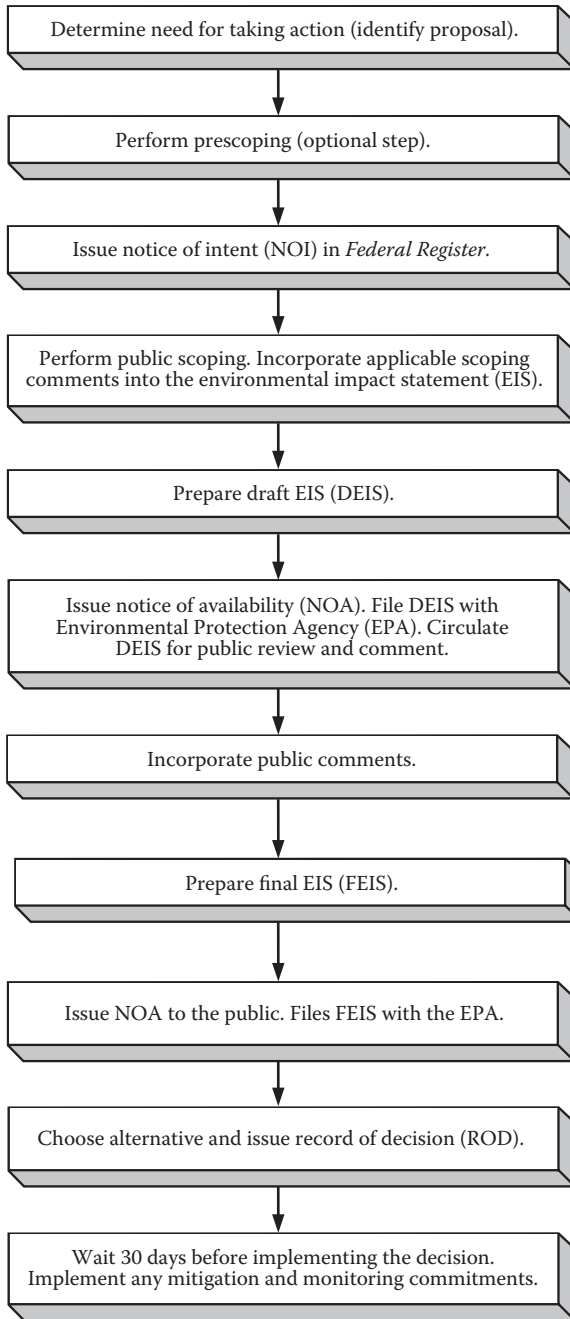 Determine need for taking action (identify proposal).
Perform prescoping (optional step).
Issue notice of intent (NOI) in Federal Register.
Perform public scoping. Incorporate applicable scoping
comments into the environmental impact statement (EIS).
Prepare draft EIS (DEIS).
Issue notice of availability (NOA). File DEIS with
Environmental Protection Agency (EPA). Circulate
DEIS for public review and comment.
Incorporate public comments.
Prepare final EIS (FEIS).
Issue NOA to the public. Files FEIS with the EPA.
Choose alternative and issue record of decision (ROD).
Wait 30 days before implementing the decision.
Implement any mitigation and monitoring commitments.